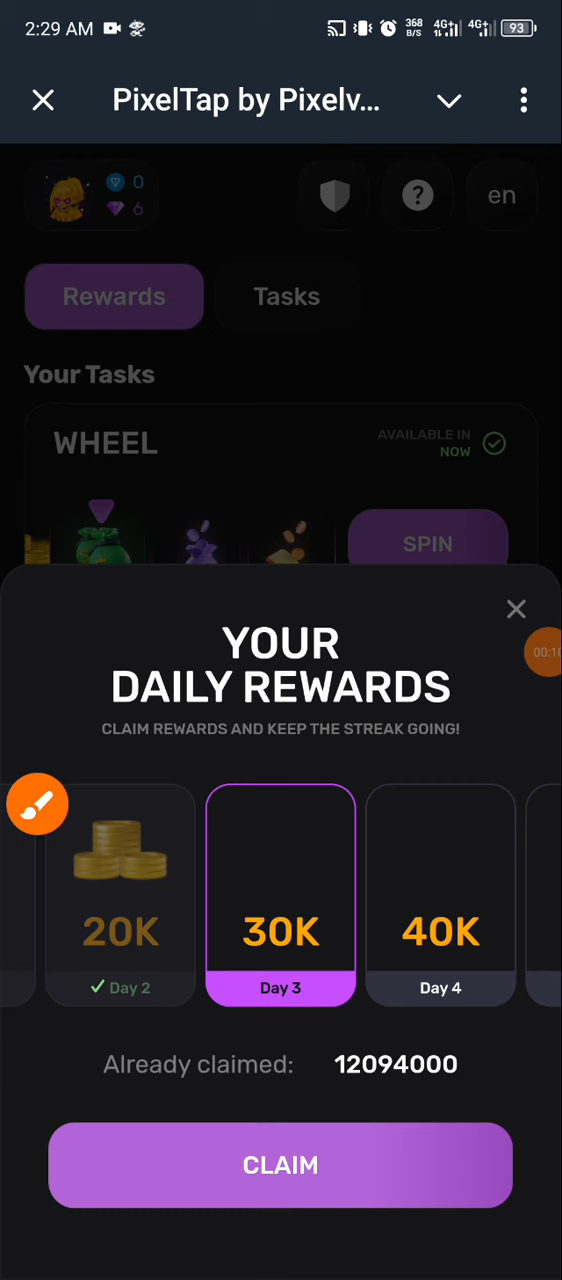 2:29 AM
368
B/S
4G+
4G+
93
PixelTap by Pixelv...
0
6
?
en
Rewards
Tasks
Your Tasks
WHEEL
AVAILABLE IN
NOW
SPIN
YOUR
DAILY REWARDS
CLAIM REWARDS AND KEEP THE STREAK GOING!
00:10
20K
30K
40K
Day 2
Day 3
Day 4
Already claimed: 12094000
CLAIM